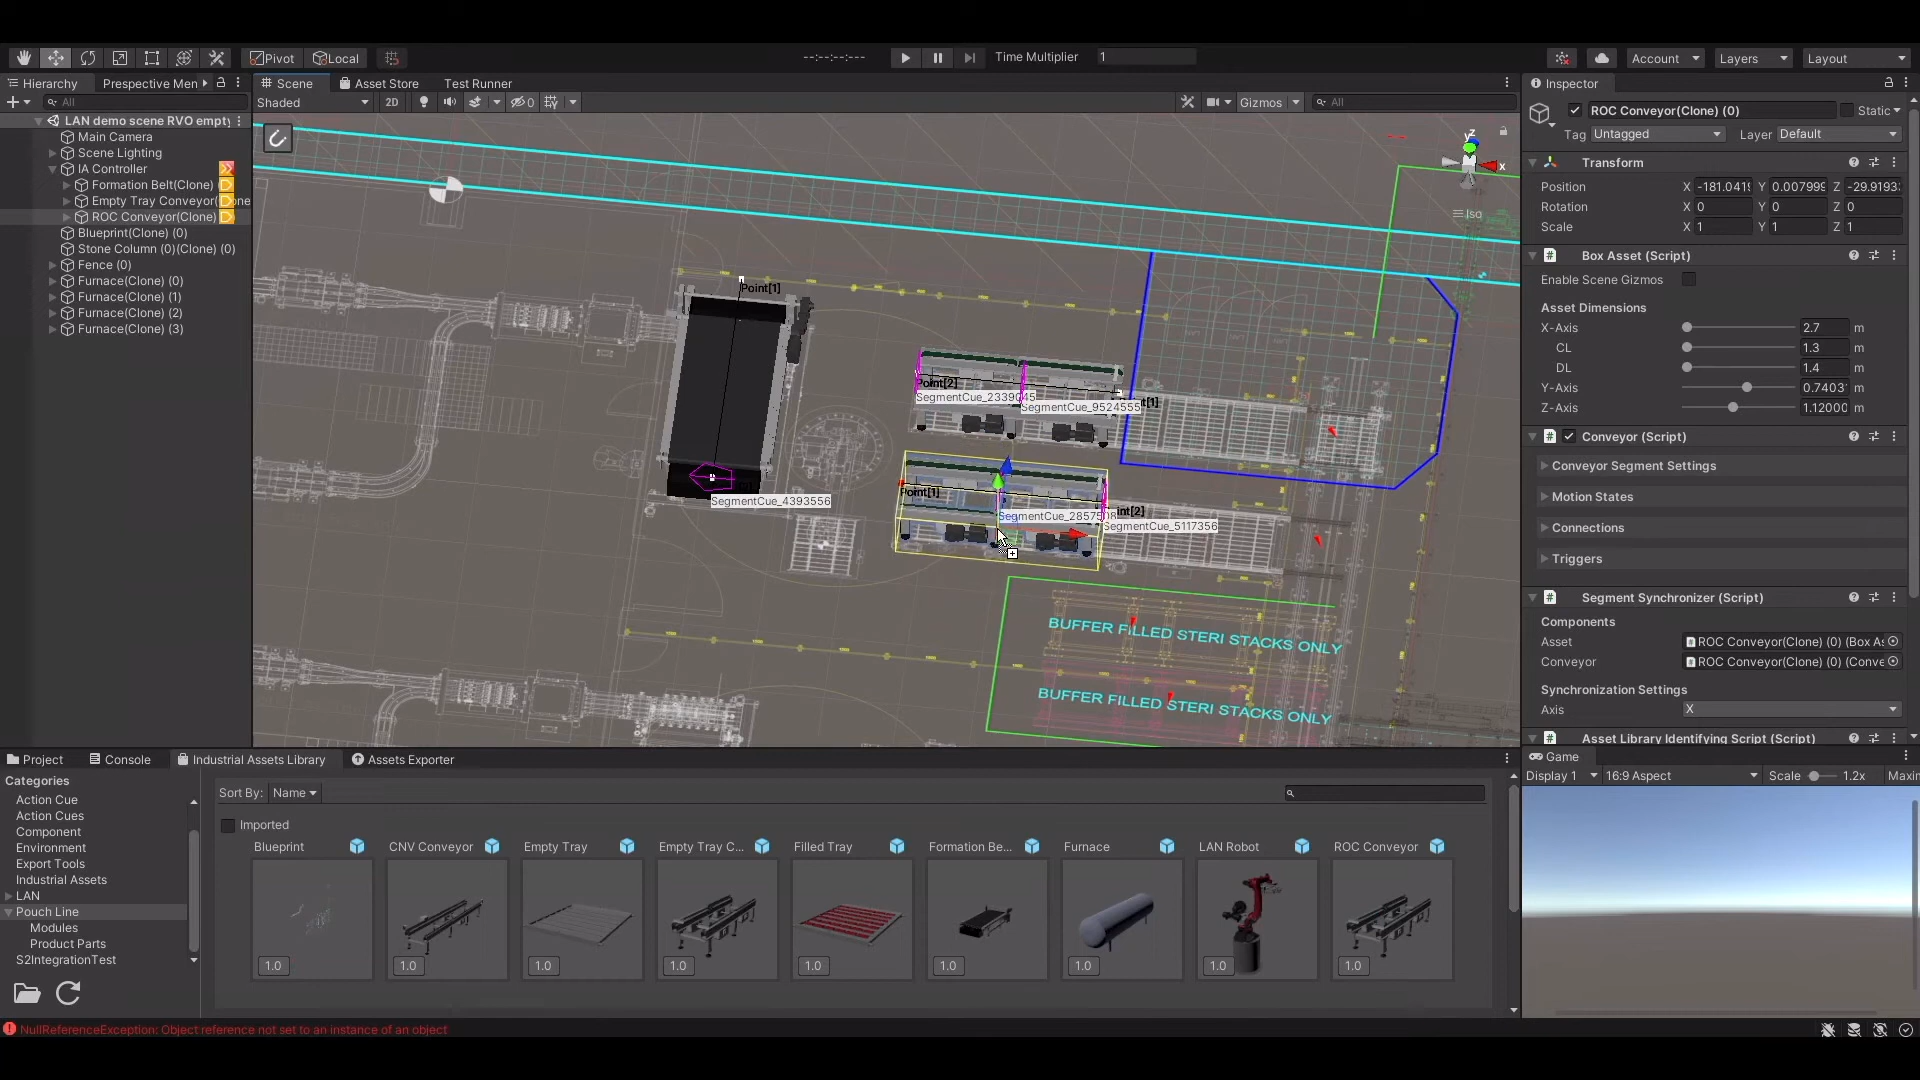 Pivot
Local
--:--:--:---
Time Multiplier
1
Account
Layers
Layout
Hierarchy
Perspective Men
Scene
Asset Store
Test Runner
Inspector
All
Shaded
2D
0
Gizmos
All
ROC Conveyor(Clone) (0)
Static
Tag
Untagged
Layer
Default
LAN demo scene RVO empty
Main Camera
Scene Lighting
IA Controller
Formation Belt(Clone)
Empty Tray Conveyor(
ROC Conveyor(Clone)
Blueprint(Clone) (0)
Stone Column (0)(Clone) (0)
Fence (0)
Furnace(Clone) (0)
Furnace(Clone) (1)
Furnace(Clone) (2)
Furnace(Clone) (3)
Point[1]
Point[2]
SegmentCue_2339045
SegmentCue_9524555
Point[1]
SegmentCue_4393556
Point[2]
SegmentCue_5117356
BUFFER FILLED STERI STACKS ONLY
BUFFER FILLED STERI STACKS ONLY
x
z
Iso
Transform
Position
X
Y 0.007999
Z
Rotation
X 0
Y 0
Z 0
Scale
X 1
Y 1
Z 1
Box Asset (Script)
Enable Scene Gizmos
Asset Dimensions
X-Axis
2.7
m
CL
1.3
m
DL
1.4
m
Y-Axis
m
Z-Axis
1.12000
m
Conveyor (Script)
Conveyor Segment Settings
Motion States
Connections
Triggers
Segment Synchronizer (Script)
Components
Asset
ROC Conveyor(Clone) (0) (Box As
Conveyor
ROC Conveyor(Clone) (0) (Conve
Synchronization Settings
Axis
X
Asset Library Identifying Script (Script)
Project
Console
Industrial Assets Library
Assets Exporter
Game
Display 1
16:9 Aspect
Scale
1.2x
Maxin
Categories
Action Cue
Action Cues
Component
Environment
Export Tools
Industrial Assets
LAN
Pouch Line
Modules
Product Parts
S2IntegrationTest
Sort By:
Name
Imported
Blueprint
CNV Conveyor
Empty Tray
Empty Tray C...
Filled Tray
Formation Be...
Furnace
LAN Robot
ROC Conveyor
1.0
1.0
1.0
1.0
1.0
1.0
1.0
1.0
1.0
NullReferenceException: Object reference not set to an instance of an object